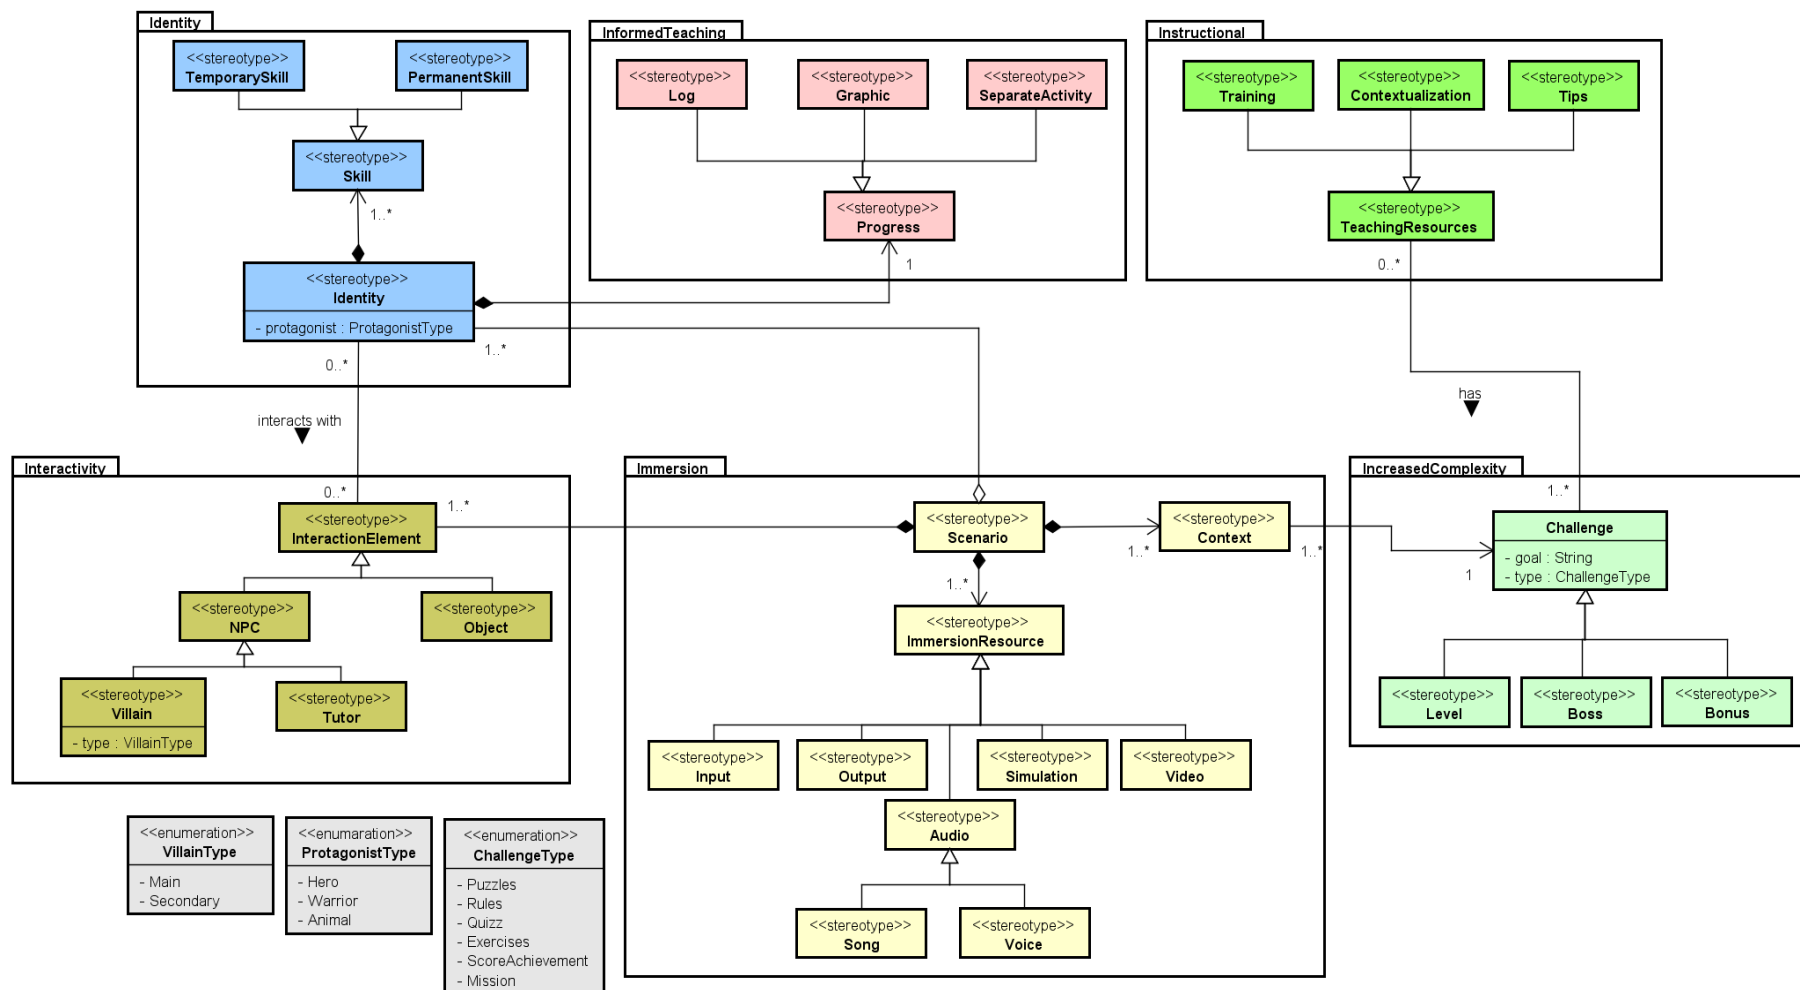 Identity
<<stereotype>>
TemporarySkill
<<stereotype>>
PermanentSkill
<<stereotype>>
Skill
1..*
<<stereotype>>
Identity
- protagonist : ProtagonistType
0..*
1..*
InformedTeaching
<<stereotype>>
Log
<<stereotype>>
Graphic
<<stereotype>>
SeparateActivity
<<stereotype>>
Progress
1
Instructional
<<stereotype>>
Training
<<stereotype>>
Contextualization
<<stereotype>>
Tips
<<stereotype>>
TeachingResources
0..*
interacts with
has
Interactivity
0..*
1..*
<<stereotype>>
InteractionElement
<<stereotype>>
NPC
<<stereotype>>
Object
<<stereotype>>
Villain
- type : VillainType
<<stereotype>>
Tutor
Immersion
<<stereotype>>
Scenario
1..*
<<stereotype>>
Context
1..*
1..*
<<stereotype>>
ImmersionResource
<<stereotype>>
Input
<<stereotype>>
Output
<<stereotype>>
Simulation
<<stereotype>>
Video
<<stereotype>>
Audio
<<stereotype>>
Song
<<stereotype>>
Voice
IncreasedComplexity
1..*
1
Challenge
- goal : String
- type : ChallengeType
<<stereotype>>
Level
<<stereotype>>
Boss
<<stereotype>>
Bonus
<<enumeration>>
VillainType
- Main
- Secondary
<<enumaration>>
ProtagonistType
- Hero
- Warrior
- Animal
<<enumeration>>
ChallengeType
- Puzzles
- Rules
- Quizz
- Exercises
- ScoreAchievement
- Mission